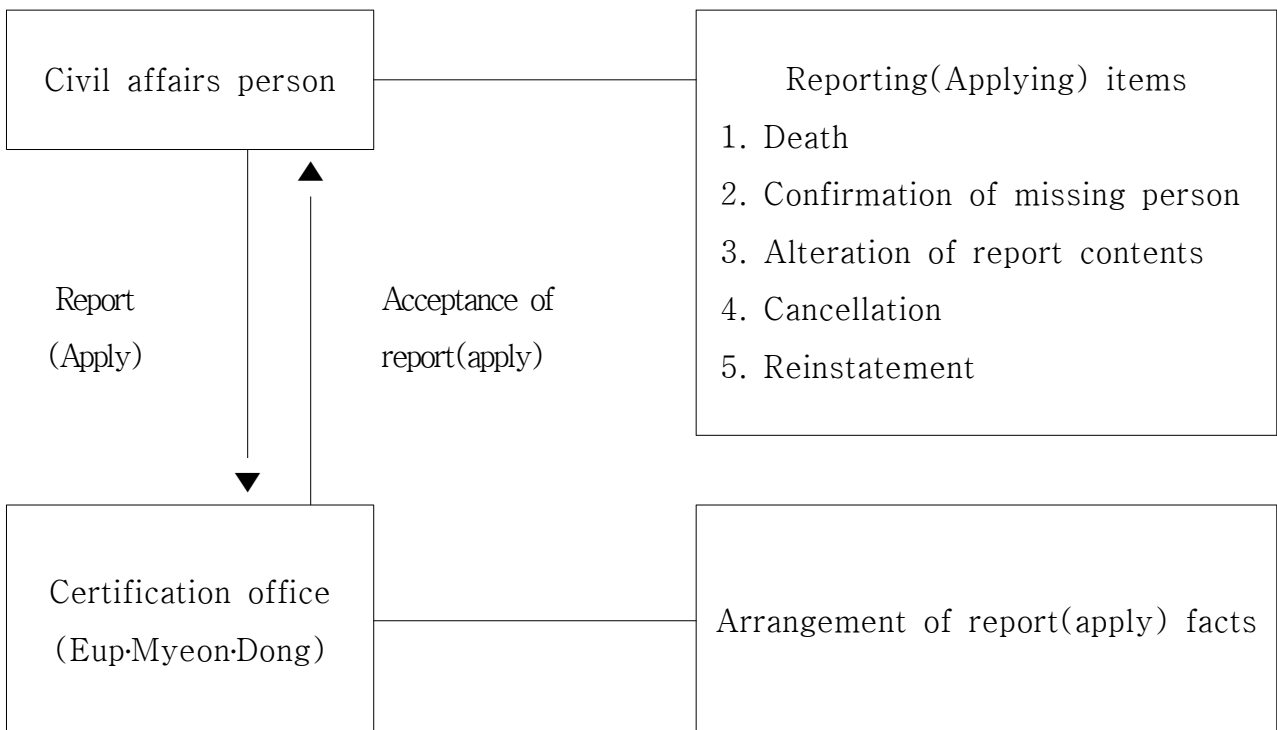 Civil affairs person
Reporting(Applying) items
1. Death
2. Confirmation of missing person
3. Alteration of report contents
4. Cancellation
5. Reinstatement
Report
(Apply)
Acceptance of
report(apply)
Certification office
(Eup·Myeon·Dong)
Arrangement of report(apply) facts